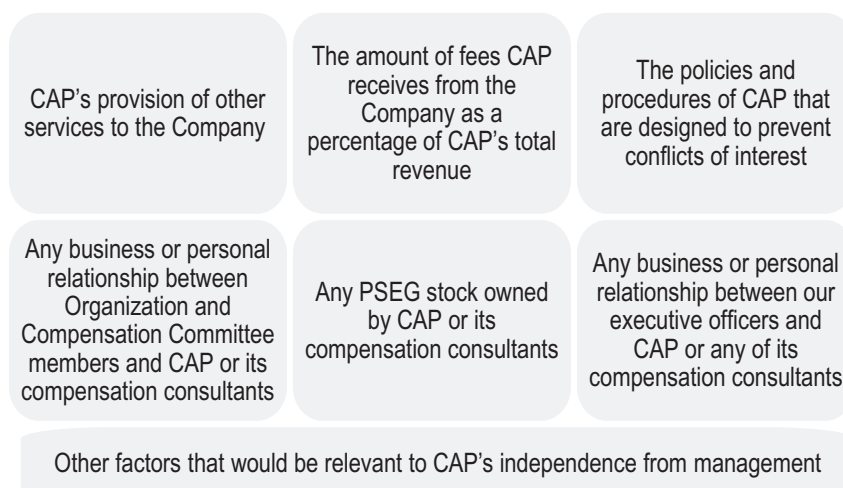 CAP's provision of other
services to the Company
The amount of fees CAP
receives from the
Company as a
percentage of CAP's total
revenue
The policies and
procedures of CAP that
are designed to prevent
conflicts of interest
Any business or personal
relationship between
Organization and
Compensation Committee
members and CAP or its
compensation consultants
Any PSEG stock owned
by CAP or its
compensation consultants
Any business or personal
relationship between our
executive officers and
CAP or any of its
compensation consultants
Other factors that would be relevant to CAP's independence from management